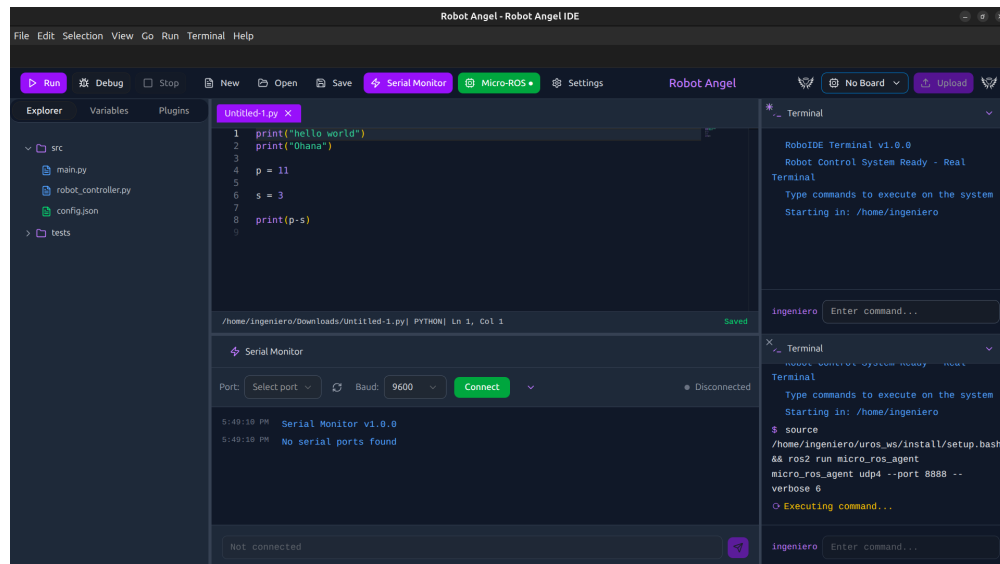 Robot Angel - Robot Angel IDE
File Edit Selection View Go Run Terminal Help
Run Debug Stop New Open Save Serial Monitor Micro-ROS Settings Robot Angel No Board Upload
Explorer Variables Plugins
src
main.py
robot_controller.py
config.json
tests
Untitled-1.py
1 print("hello world")
2 print("Ohana")
3
4 p = 11
5
6 s = 3
7
8 print(p-s)
9
/home/ingeniero/Downloads/Untitled-1.py| PYTHON| Ln 1, Col 1 Saved
Serial Monitor
Port: Select port Baud: 9600 Connect Disconnected
5:49:10 PM Serial Monitor v1.0.0
5:49:10 PM No serial ports found
Not connected
Terminal
RoboIDE Terminal v1.0.0
Robot Control System Ready - Real
Terminal
Type commands to execute on the system
Starting in: /home/ingeniero
ingeniero Enter command...
Terminal
Robot Control System Ready - Real
Terminal
Type commands to execute on the system
Starting in: /home/ingeniero
$ source
/home/ingeniero/uros_ws/install/setup.bash
&& ros2 run micro_ros_agent
micro_ros_agent udp4 --port 8888 --
verbose 6
Executing command...
ingeniero Enter command...